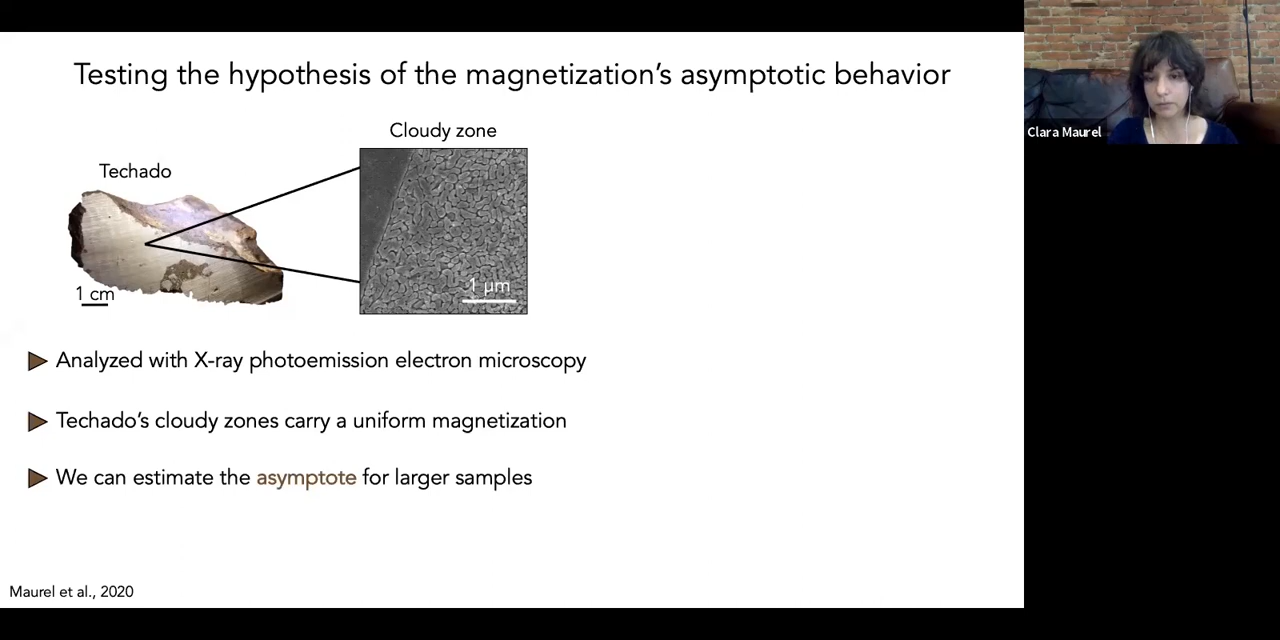 Testing the hypothesis of the magnetization's asymptotic behavior
Cloudy zone
Techado
1 µm
1 cm
Analyzed with X-ray photoemission electron microscopy
Techado's cloudy zones carry a uniform magnetization
We can estimate the asymptote for larger samples
Maurel et al., 2020
Clara Maurel